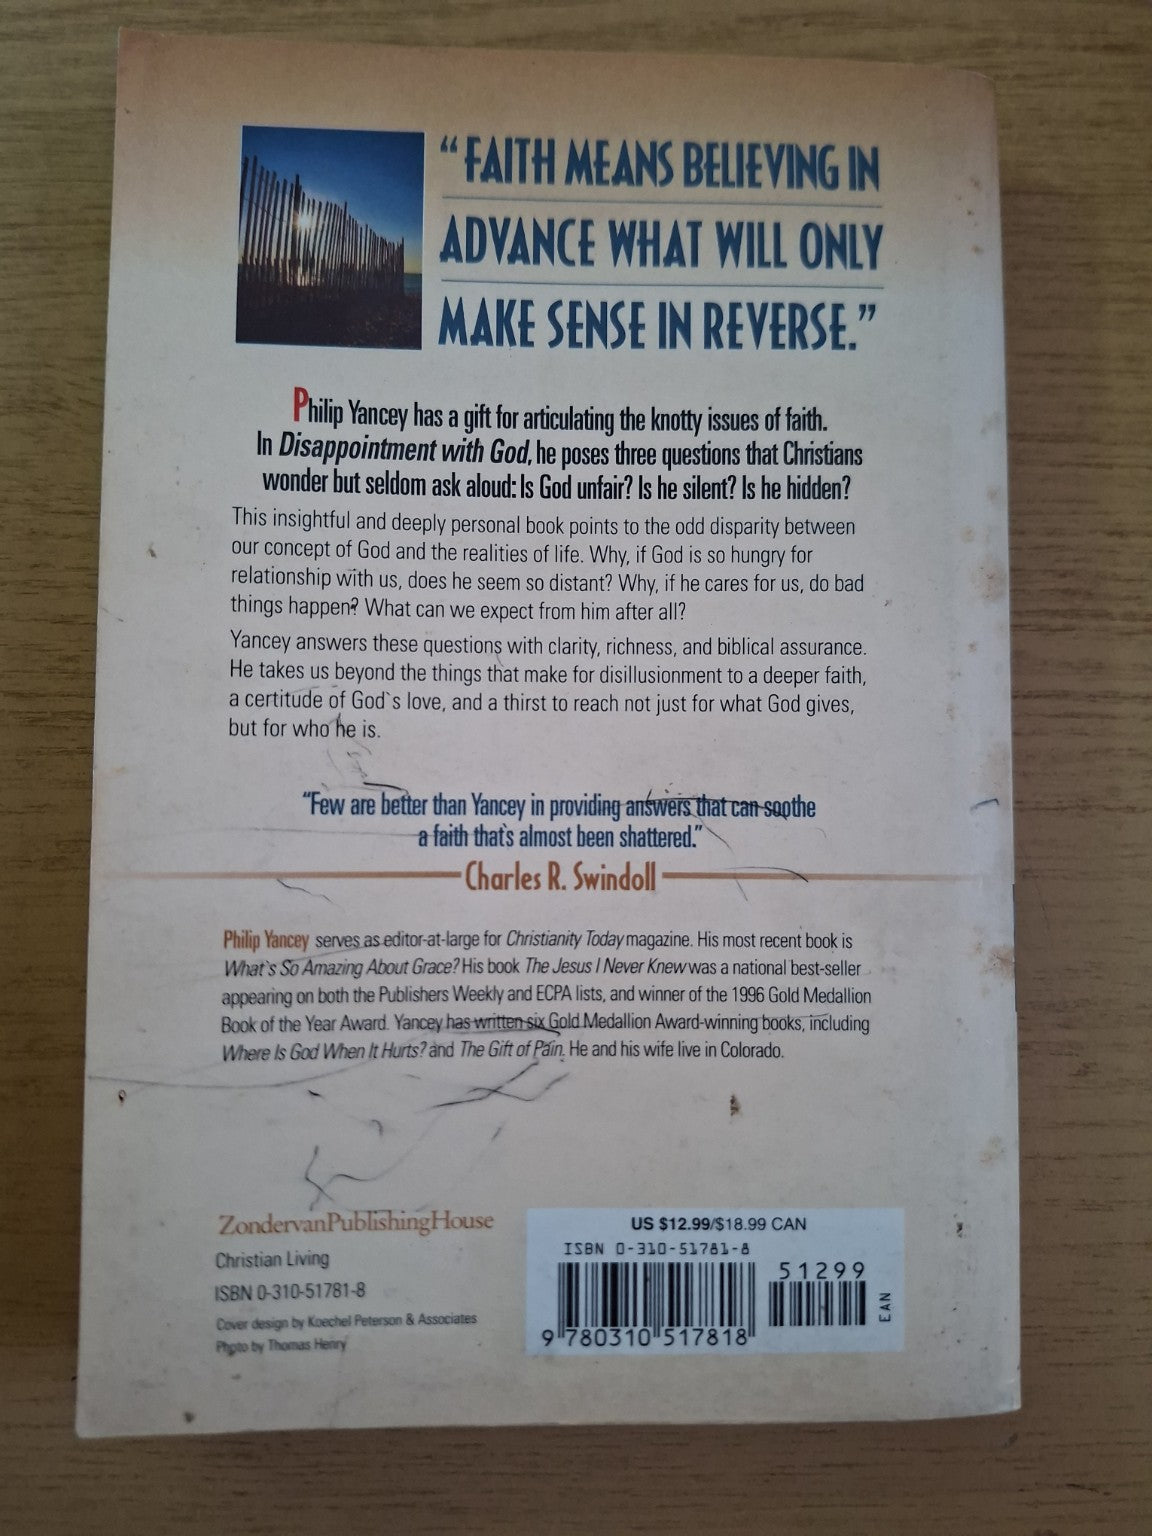 “FAITH MEANS BELIEVING IN
ADVANCE WHAT WILL ONLY
MAKE SENSE IN REVERSE.”
Philip Yancey has a gift for articulating the knotty issues of faith.
In Disappointment with God, he poses three questions that Christians
wonder but seldom ask aloud: Is God unfair? Is he silent? Is he hidden?
This insightful and deeply personal book points to the odd disparity between
our concept of God and the realities of life. Why, if God is so hungry for
relationship with us, does he seem so distant? Why, if he cares for us, do bad
things happen? What can we expect from him after all?
Yancey answers these questions with clarity, richness, and biblical assurance.
He takes us beyond the things that make for disillusionment to a deeper faith,
a certitude of God`s love, and a thirst to reach not just for what God gives,
but for who he is.
“Few are better than Yancey in providing answers that can soothe
a faith that's almost been shattered.”
Charles R. Swindoll
Philip Yancey serves as editor-at-large for Christianity Today magazine. His most recent book is
What`s So Amazing About Grace? His book The Jesus I Never Knew was a national best-seller
appearing on both the Publishers Weekly and ECPA lists, and winner of the 1996 Gold Medallion
Book of the Year Award. Yancey has written six Gold Medallion Award-winning books, including
Where Is God When It Hurts? and The Gift of Pain. He and his wife live in Colorado.
ZondervanPublishingHouse
Christian Living
ISBN 0-310-51781-8
Cover design by Koechel Peterson & Associates
Photo by Thomas Henry
US $12.99/$18.99 CAN
ISBN 0-310-51781-8
51299
EAN
9 780310 517818